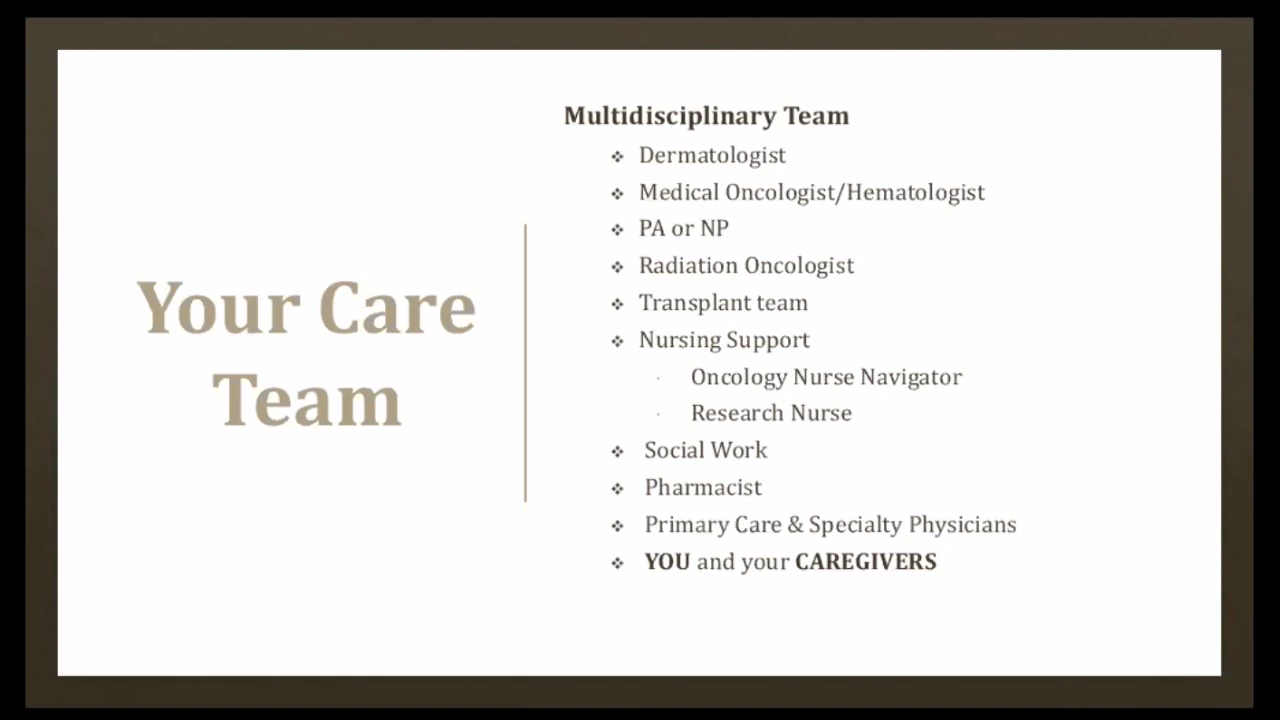 Your Care
Team
Multidisciplinary Team
❖ Dermatologist
❖ Medical Oncologist/Hematologist
❖ PA or NP
❖ Radiation Oncologist
❖ Transplant team
❖ Nursing Support
· Oncology Nurse Navigator
· Research Nurse
❖ Social Work
❖ Pharmacist
❖ Primary Care & Specialty Physicians
❖ YOU and your CAREGIVERS